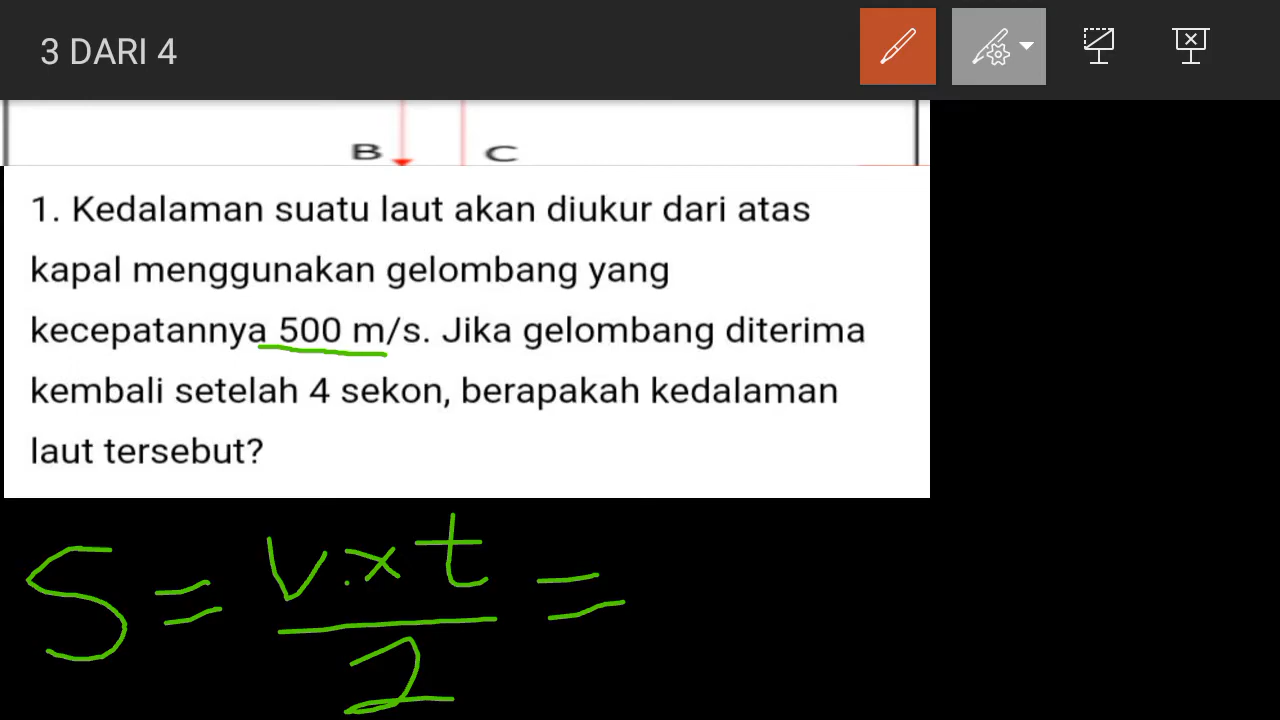 3 DARI 4
B C
1. Kedalaman suatu laut akan diukur dari atas
kapal menggunakan gelombang yang
kecepatannya 500 m/s. Jika gelombang diterima
kembali setelah 4 sekon, berapakah kedalaman
laut tersebut?
S = v.×t =
2